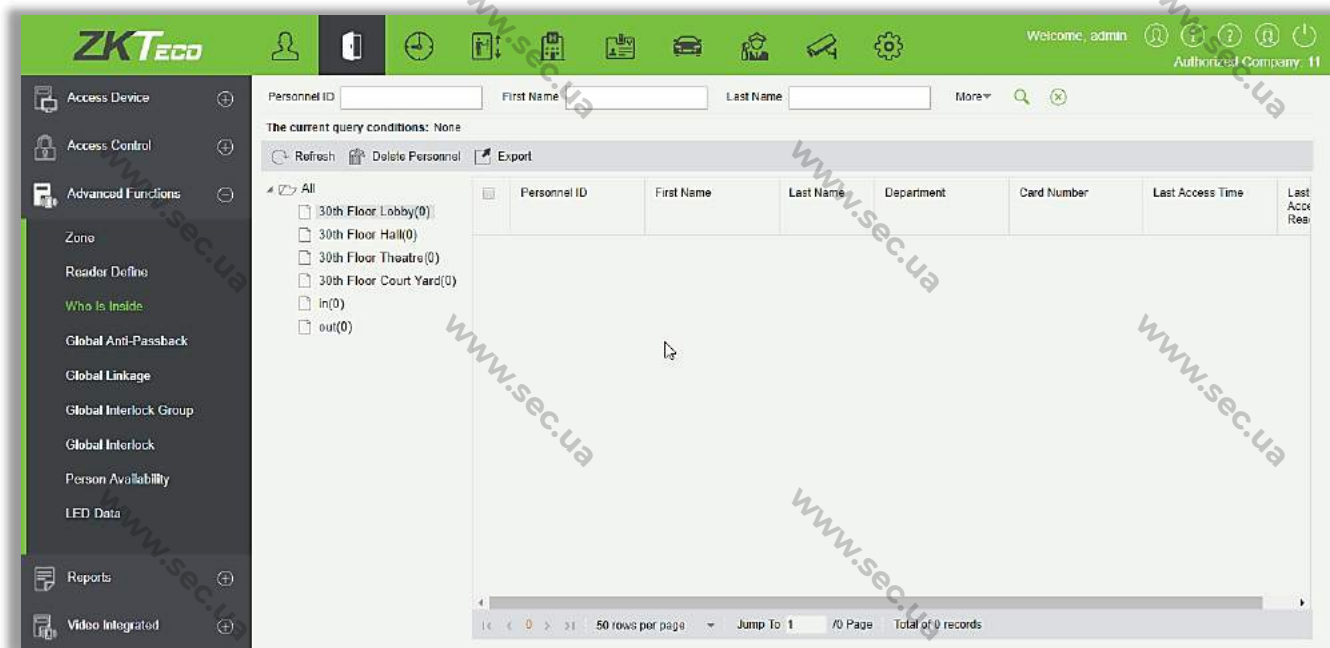 ZKTECO
Welcome, admin
Authorized Company: 11
Access Device
Access Control
Advanced Functions
Zone
Reader Define
Who Is Inside
Global Anti-Passback
Global Linkage
Global Interlock Group
Global Interlock
Person Availability
LED Data
Reports
Video Integrated
Personnel ID First Name Last Name More
The current query conditions: None
Refresh Delete Personnel Export
All
30th Floor Lobby(0)
30th Floor Hall(0)
30th Floor Theatre(0)
30th Floor Court Yard(0)
in(0)
out(0)
Personnel ID First Name Last Name Department Card Number Last Access Time Last
Acce
Rea
0 50 rows per page Jump To 1 /0 Page Total of 0 records
www.sec.ua
www.sec.ua
www.sec.ua
www.sec.ua
www.sec.ua
www.sec.ua
www.sec.ua
www.sec.ua